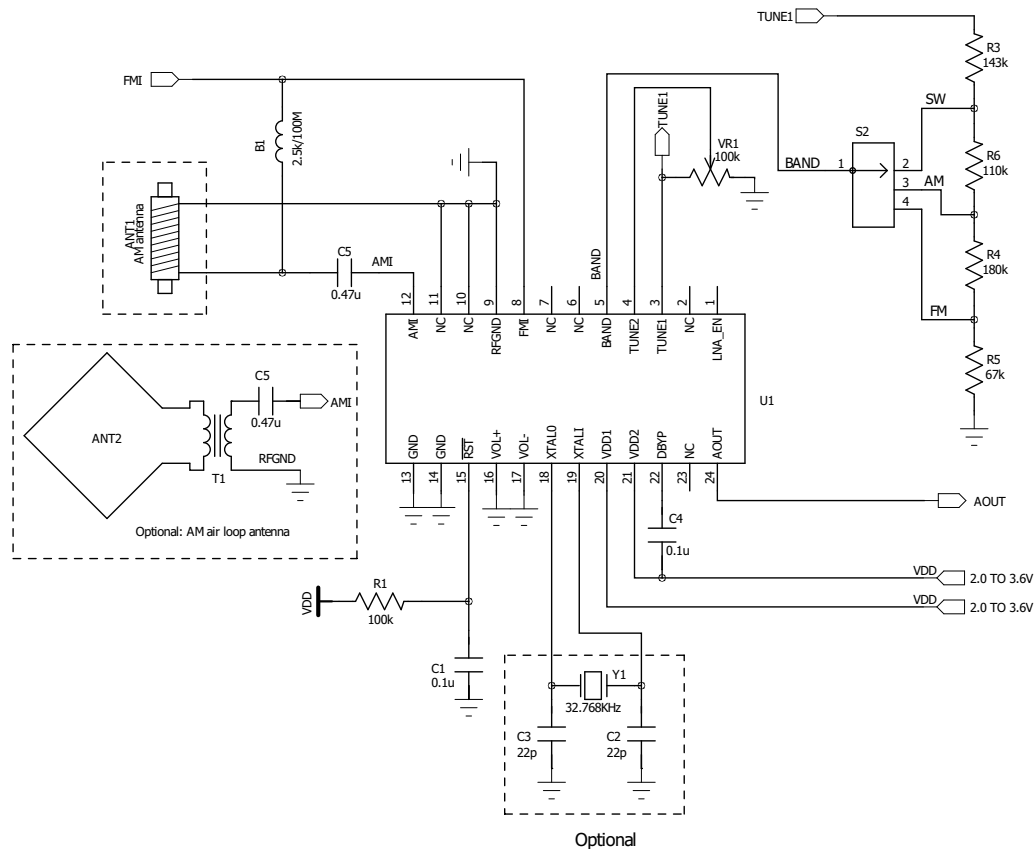 TUNE1
R3
143k
FMI
SW
TUNE1
S2
B1
2.5k/100M
VR1
100k
BAND
1
2
R6
110k
3
AM
4
ANT1
AM antenna
BAND
R4
180k
C5
0.47u
AMI
FM
12
11
10
9
8
7
6
5
4
3
2
1
AMI
NC
NC
RFGND
FMI
NC
NC
BAND
TUNE2
TUNE1
NC
LNA_EN
R5
67k
U1
C5
0.47u
AMI
ANT2
RFGND
T1
GND
GND
RST
VOL+
VOL-
XTALO
XTALI
VDD1
VDD2
DBYP
NC
AOUT
13
14
15
16
17
18
19
20
21
22
23
24
Optional: AM air loop antenna
AOUT
C4
0.1u
VDD
2.0 TO 3.6V
VDD
R1
100k
VDD
2.0 TO 3.6V
C1
0.1u
Y1
32.768KHz
C3
22p
C2
22p
Optional